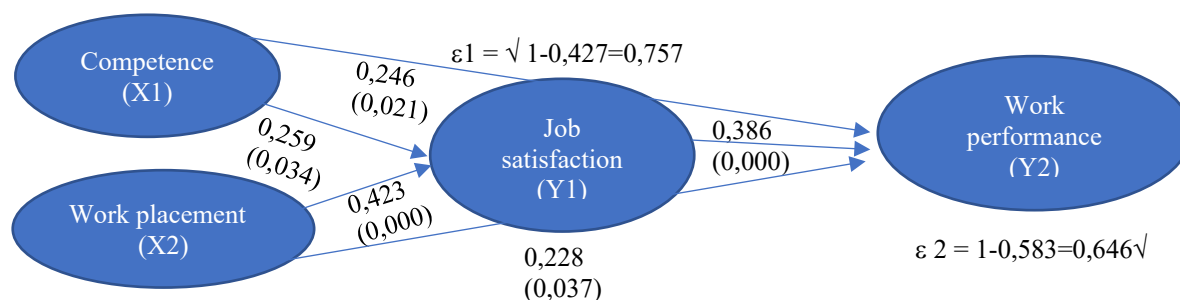 Competence
(X1)
ε1 = √ 1-0,427=0,757
0,246
(0,021)
0,259
(0,034)
Job
satisfaction
(Y1)
0,386
(0,000)
Work
performance
(Y2)
Work placement
(X2)
0,423
(0,000)
0,228
(0,037)
ε 2 = 1-0,583=0,646√